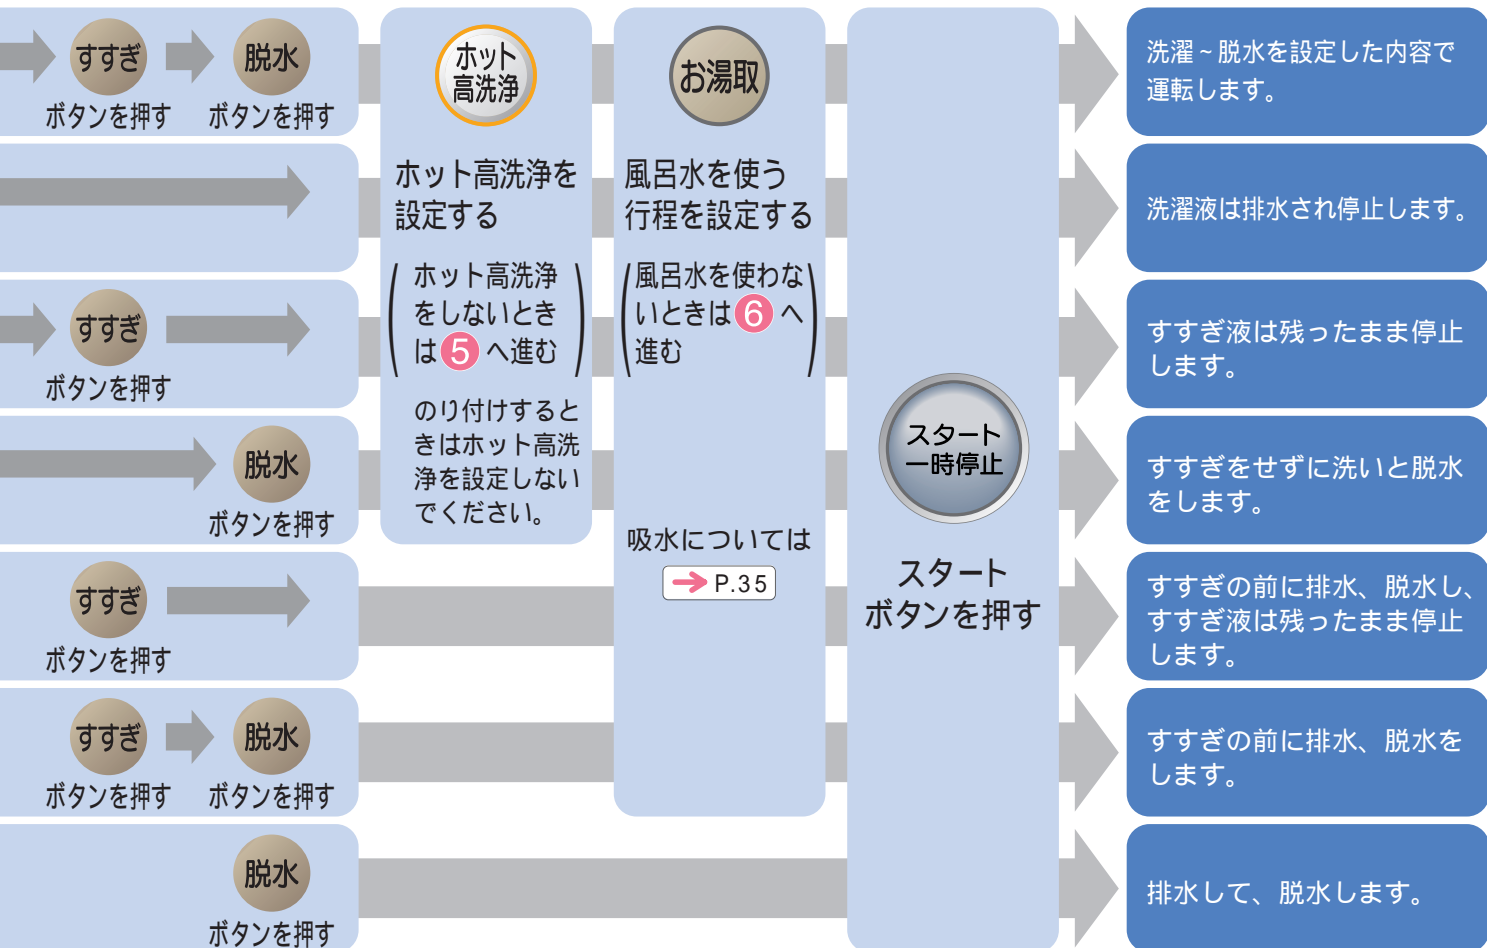 すすぎ
ボタンを押す
脱水
ボタンを押す
ホット
高洗浄
ホット高洗浄を
設定する
ホット高洗浄
をしないとき
は5へ進む
のり付けすると
きはホット高洗
浄を設定しない
でください。
お湯取
風呂水を使う
行程を設定する
風呂水を使わな
いときは6へ
進む
吸水については
→ P.35
スタート
一時停止
スタート
ボタンを押す
洗濯~脱水を設定した内容で
運転します。
洗濯液は排水され停止します。
すすぎ
ボタンを押す
すすぎ液は残ったまま停止
します。
脱水
ボタンを押す
すすぎをせずに洗いと脱水
をします。
すすぎ
ボタンを押す
すすぎの前に排水、脱水し、
すすぎ液は残ったまま停止
します。
すすぎ
ボタンを押す
脱水
ボタンを押す
すすぎの前に排水、脱水を
します。
脱水
ボタンを押す
排水して、脱水します。